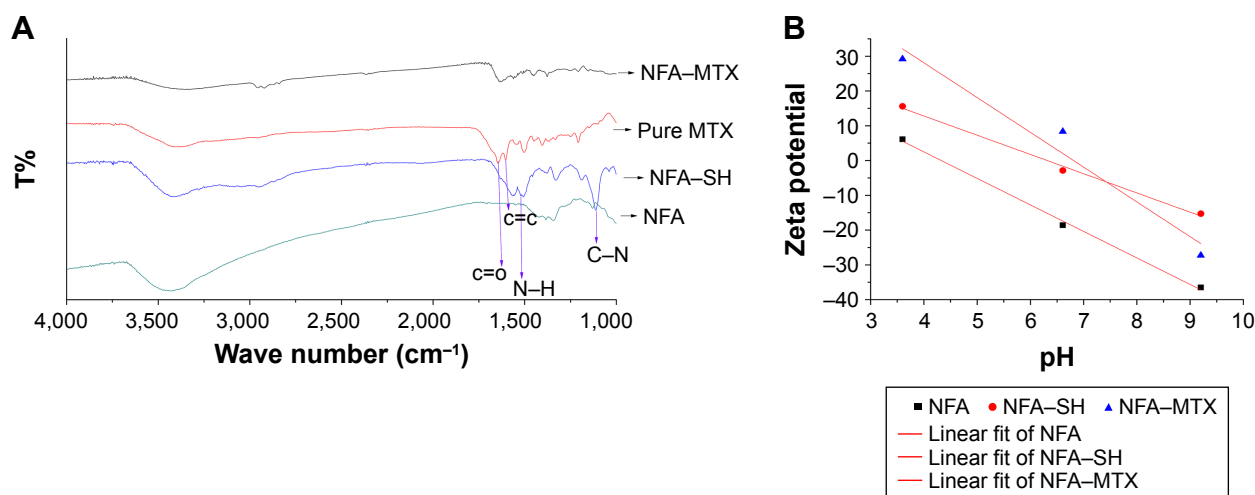 A
T%
NFA–MTX
Pure MTX
NFA–SH
NFA
c=c
c=o
N–H
C–N
4,000 3,500 3,000 2,500 2,000 1,500 1,000
Wave number (cm⁻¹)
B
Zeta potential
30
20
10
0
–10
–20
–30
–40
3 4 5 6 7 8 9 10
pH
NFA NFA–SH NFA–MTX
Linear fit of NFA
Linear fit of NFA–SH
Linear fit of NFA–MTX